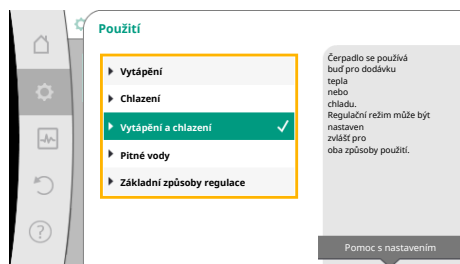 Použití
Vytápění
Chlazení
Vytápění a chlazení
Pitné vody
Základní způsoby regulace
Čerpadlo se používá
buď pro dodávku
tepla
nebo
chladu.
Regulační režim může být
nastaven
zvlášť pro
oba způsoby použití.
Pomoc s nastavením